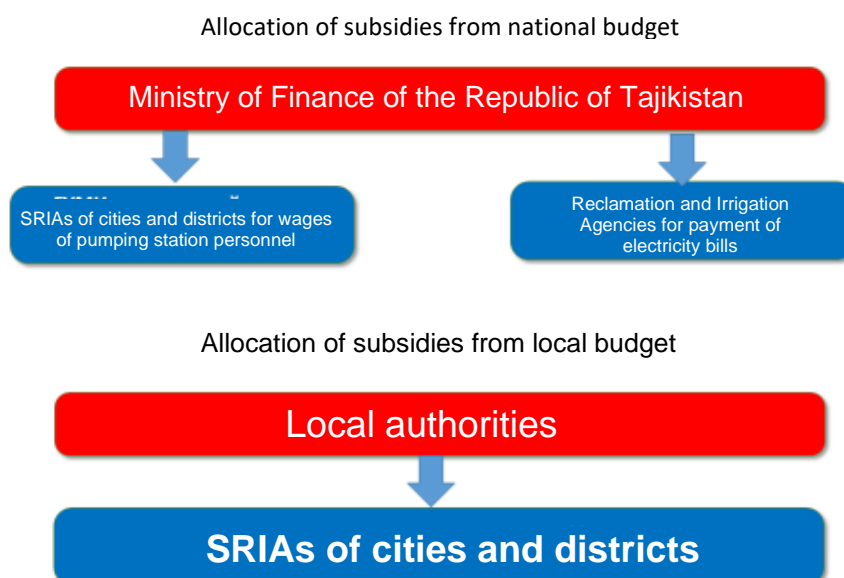 Allocation of subsidies from national budget
Ministry of Finance of the Republic of Tajikistan
SRIAs of cities and districts for wages
of pumping station personnel
Reclamation and Irrigation
Agencies for payment of
electricity bills
Allocation of subsidies from local budget
Local authorities
SRIAs of cities and districts